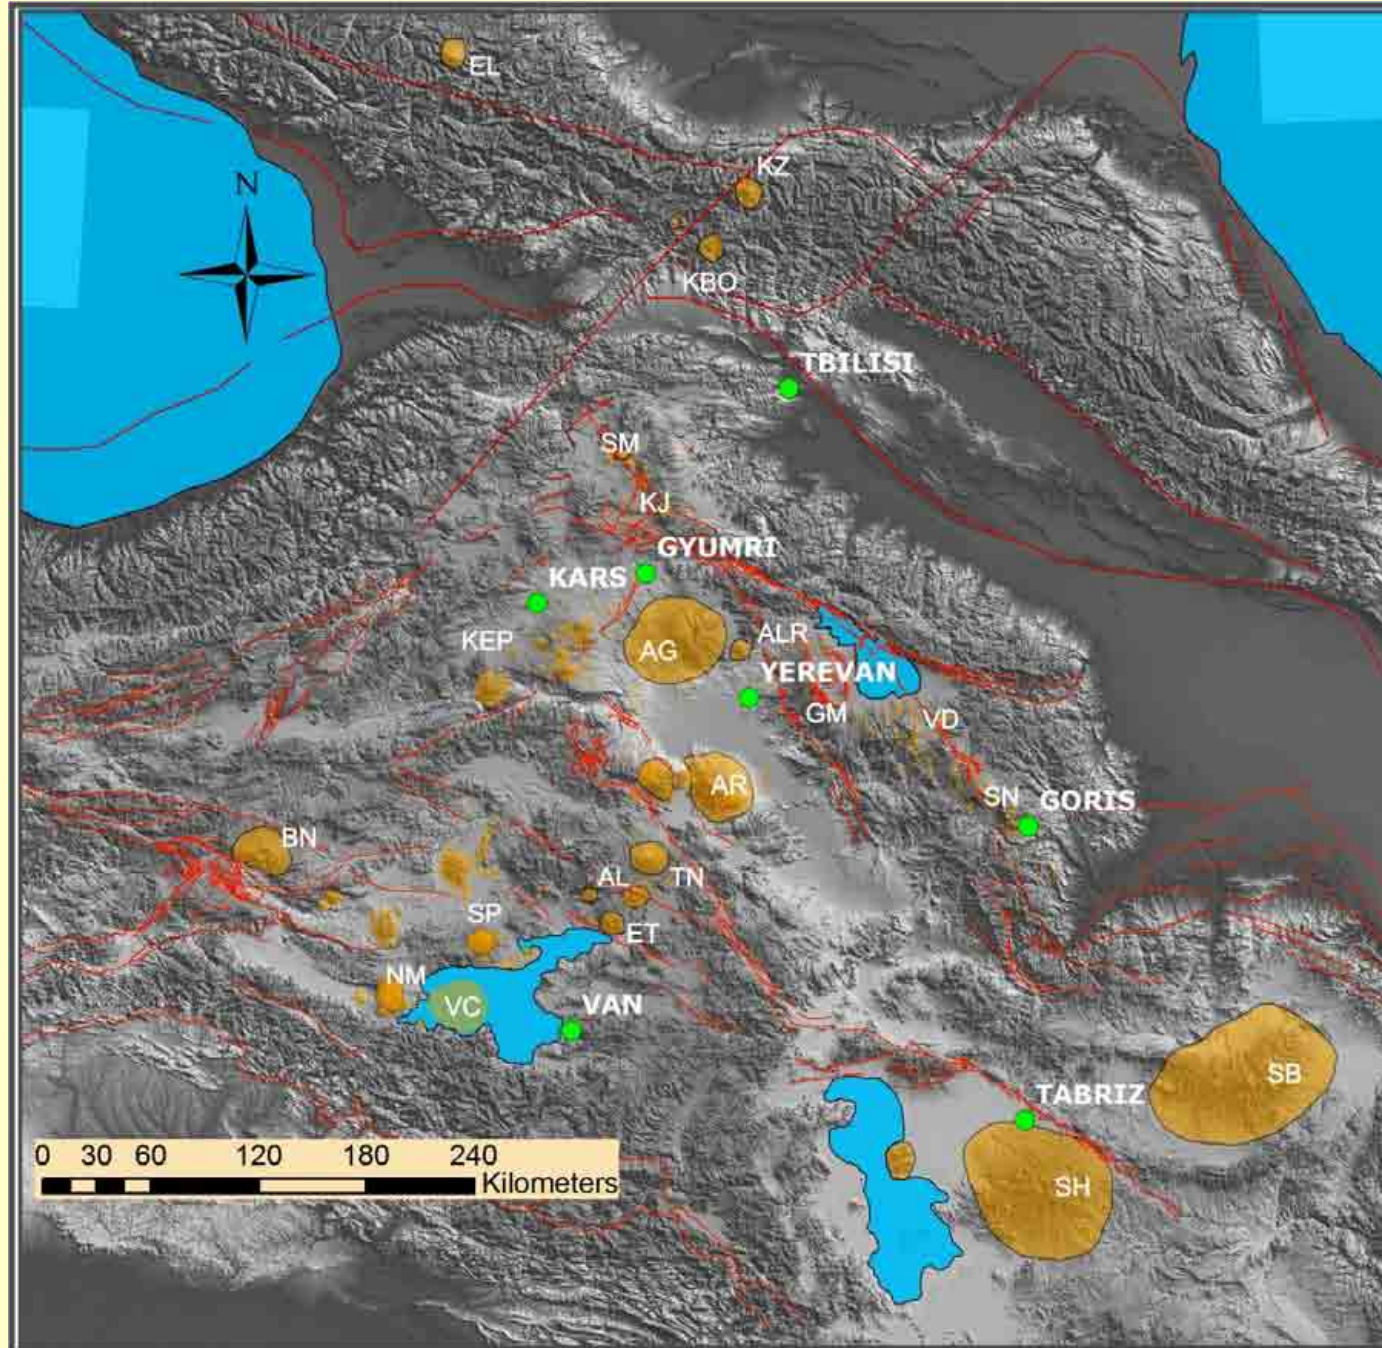 EL
KZ
N
KBO
TBILISI
SM
KJ
GYUMRI
KARS
KEP
ALR
AG
YEREVAN
GM
VD
AR
SN
GORIS
BN
AL
TN
SP
ET
NM
VC
VAN
SB
TABRIZ
0 30 60 120 180 240
Kilometers
SH